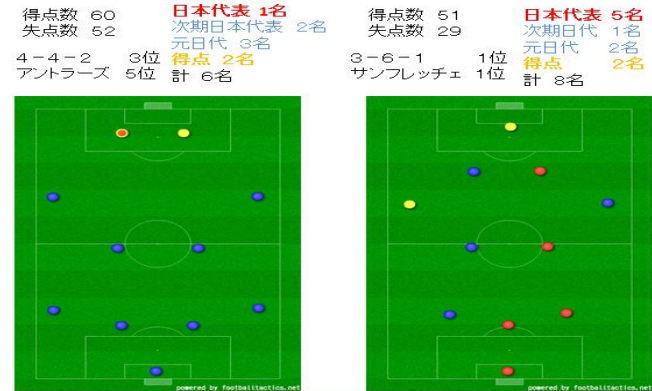 得点数 60
失点数 52
日本代表 1名
次期日本代表 2名
元日代 3名
4-4-2 3位
得点 2名
アントラーズ 5位
計 6名
得点数 51
失点数 29
日本代表 5名
次期日本代表 1名
元日代 2名
3-6-1 1位
得点 2名
サンフレッチェ 1位
計 8名
powered by footballtactics.net
powered by footballtactics.net